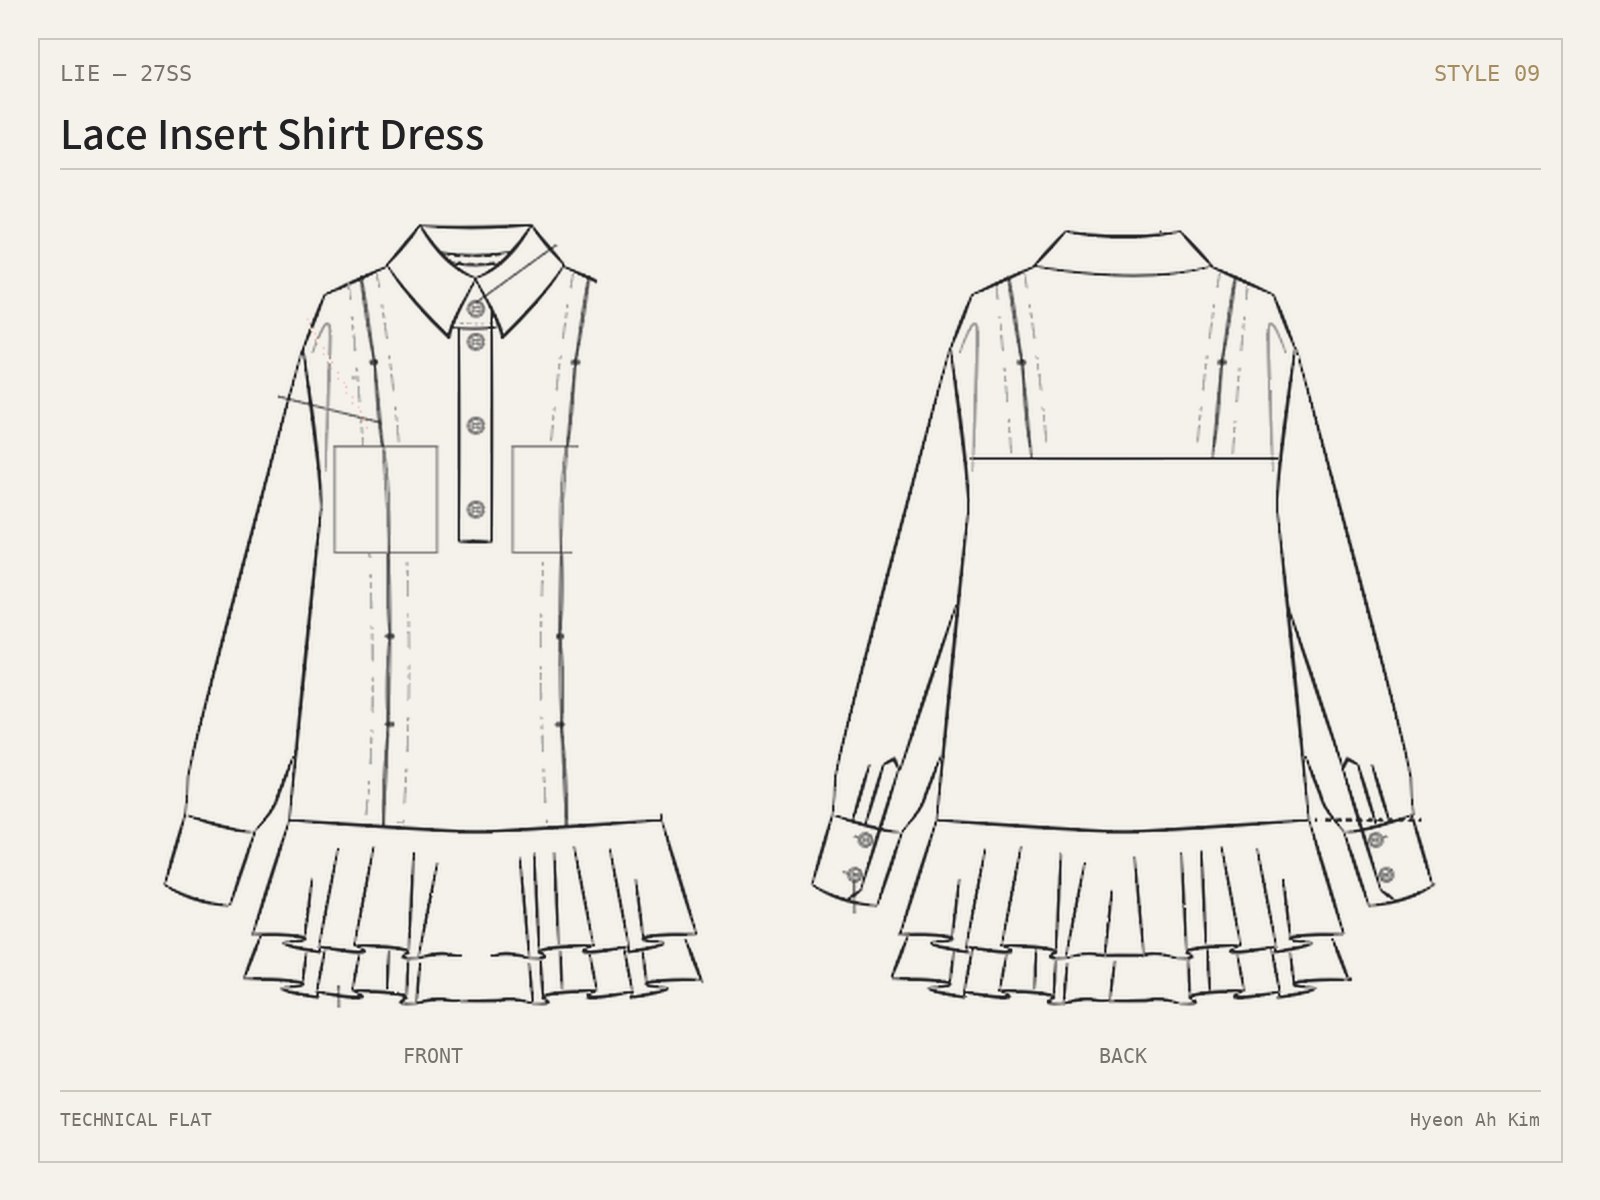 LIE — 27SS
STYLE 09
Lace Insert Shirt Dress
FRONT
BACK
TECHNICAL FLAT
Hyeon Ah Kim